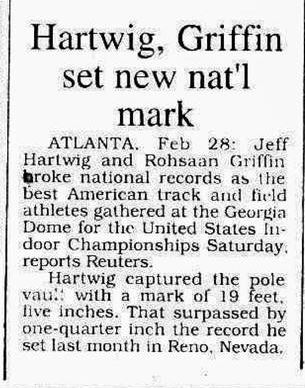 Hartwig, Griffin
set new nat'l
mark
ATLANTA, Feb 28: Jeff
Hartwig and Rohsaan Griffin
broke national records as the
best American track and field
athletes gathered at the Georgia
Dome for the United States In-
door Championships Saturday,
reports Reuters.
Hartwig captured the pole
vault with a mark of 19 feet,
five inches. That surpassed by
one-quarter inch the record he
set last month in Reno, Nevada.